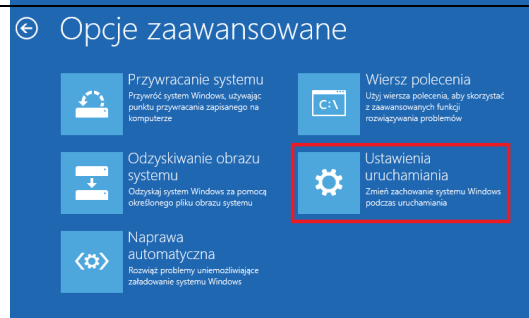 Opcje zaawansowane
Przywracanie systemu
Przywróć system Windows, używając
punktu przywracania zapisanego na
komputerze
Odzyskiwanie obrazu
systemu
Odzyskaj system Windows za pomocą
określonego pliku obrazu systemu
Naprawa
automatyczna
Rozwiąż problemy uniemożliwiające
załadowanie systemu Windows
C:\
Wiersz polecenia
Użyj wiersza polecenia, aby skorzystać
z zaawansowanych funkcji
rozwiązywania problemów
Ustawienia
uruchamiania
Zmień zachowanie systemu Windows
podczas uruchamiania